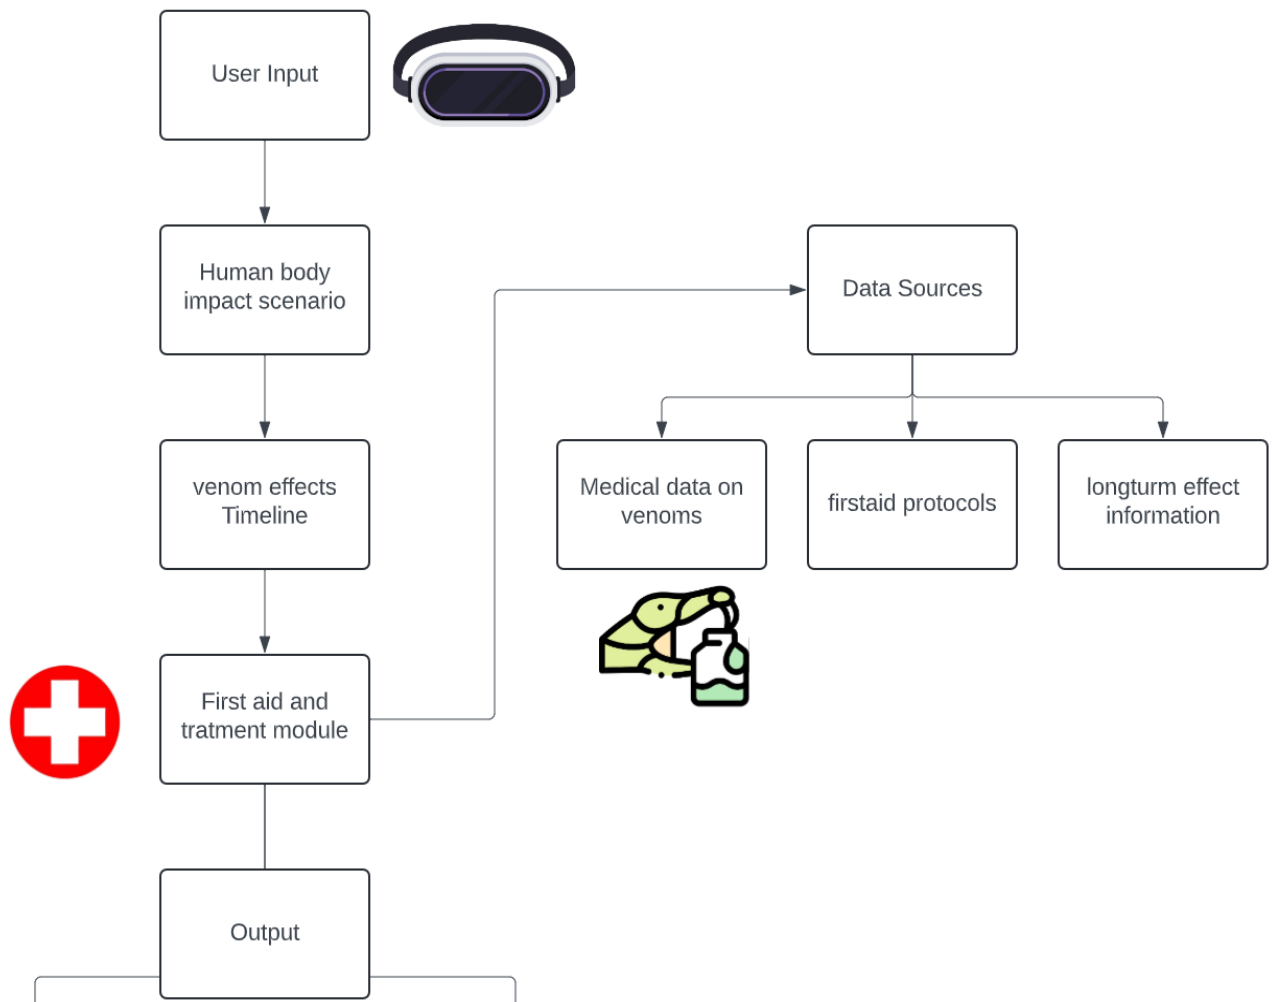 User Input
Human body
impact scenario
Data Sources
venom effects
Timeline
Medical data on
venoms
firstaid protocols
longturm effect
information
First aid and
tratment module
Output